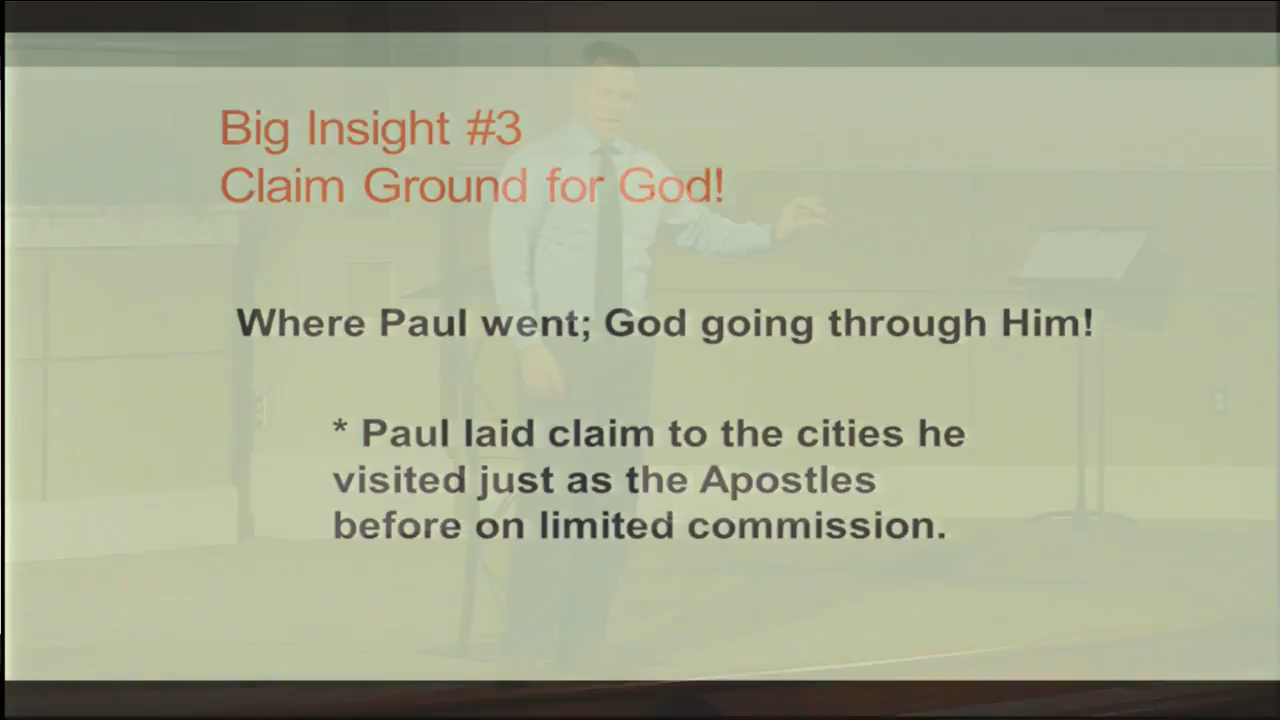 Big Insight #3
Claim Ground for God!
Where Paul went; God going through Him!
* Paul laid claim to the cities he
visited just as the Apostles
before on limited commission.